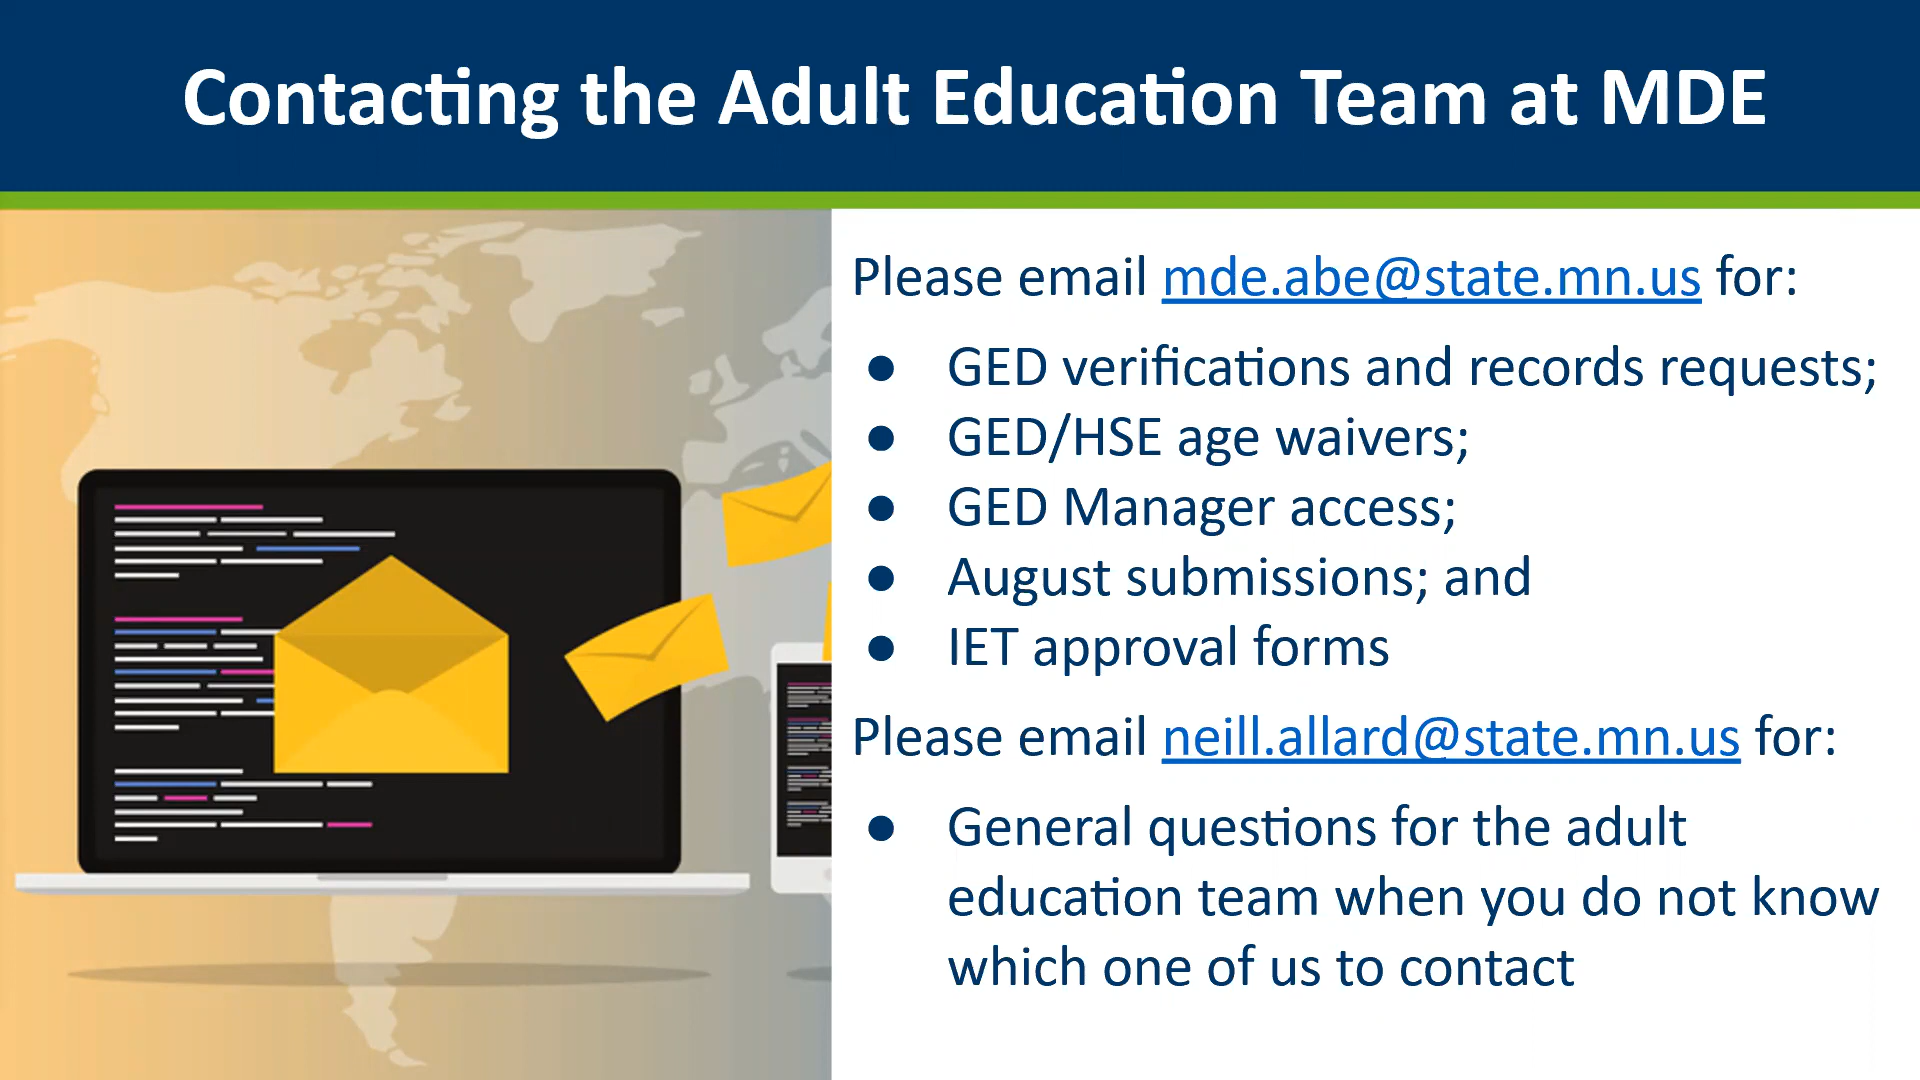 Contacting the Adult Education Team at MDE
Please email mde.abe@state.mn.us for:
● GED verifications and records requests;
● GED/HSE age waivers;
● GED Manager access;
● August submissions; and
● IET approval forms
Please email neill.allard@state.mn.us for:
● General questions for the adult
education team when you do not know
which one of us to contact